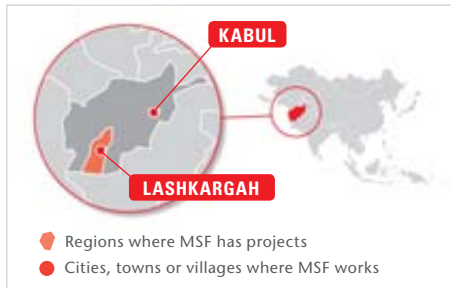 KABUL
LASHKARGAH
Regions where MSF has projects
Cities, towns or villages where MSF works